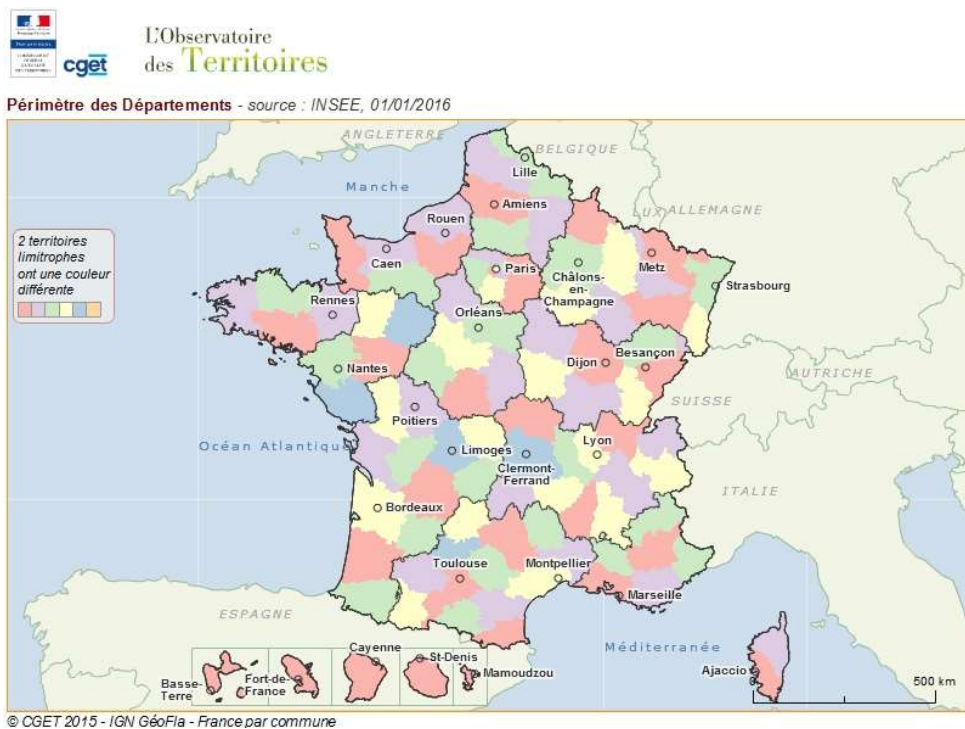 cget
L'Observatoire
des Territoires
Périmètre des Départements - source : INSEE, 01/01/2016
ANGLETERRE
BELGIQUE
Lille
Manche
Amiens
LUX
ALLEMAGNE
Rouen
2 territoires
limitrophes
ont une couleur
différente
Caen
Paris
Châlons-
en-
Champagne
Metz
Strasbourg
Rennes
Orléans
Nantes
Dijon
Besançon
AUTRICHE
SUISSE
Poitiers
Océan Atlantique
Limoges
Clermont-
Ferrand
Lyon
ITALIE
Bordeaux
Toulouse
Montpellier
Marseille
ESPAGNE
Méditerranée
Cayenne
St-Denis
Mamoudzou
Basse-
Terre
Fort-de-
France
Ajaccio
0
500 km
© CGET 2015 - IGN GéoFla - France par commune